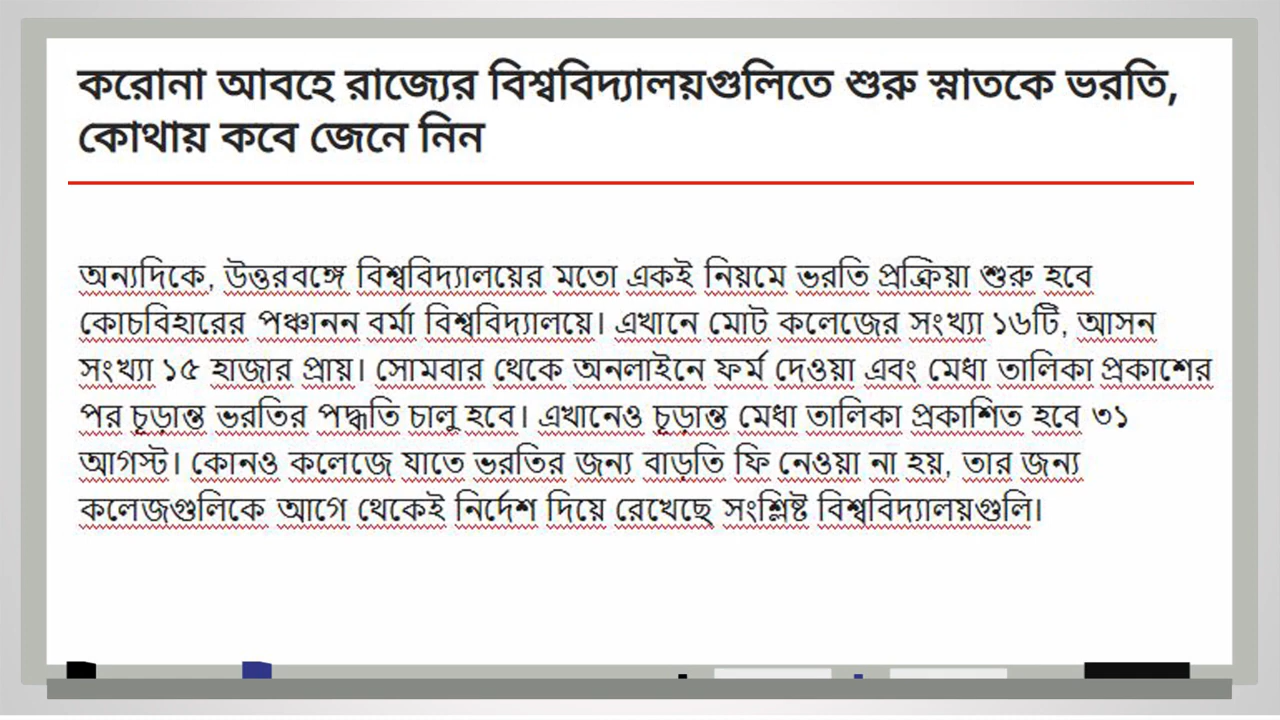 করোনা আবহে রাজ্যের বিশ্ববিদ্যালয়গুলিতে শুরু স্নাতকে ভরতি,
কোথায় কবে জেনে নিন
অন্যদিকে, উত্তরবঙ্গে বিশ্ববিদ্যালয়ের মতো একই নিয়মে ভরতি প্রক্রিয়া শুরু হবে
কোচবিহারের পঞ্চানন বর্মা বিশ্ববিদ্যালয়ে। এখানে মোট কলেজের সংখ্যা ১৬টি, আসন
সংখ্যা ১৫ হাজার প্রায়। সোমবার থেকে অনলাইনে ফর্ম দেওয়া এবং মেধা তালিকা প্রকাশের
পর চূড়ান্ত ভরতির পদ্ধতি চালু হবে। এখানেও চূড়ান্ত মেধা তালিকা প্রকাশিত হবে ৩১
আগস্ট। কোনও কলেজে যাতে ভরতির জন্য বাড়তি ফি নেওয়া না হয়, তার জন্য
কলেজগুলিকে আগে থেকেই নির্দেশ দিয়ে রেখেছে সংশ্লিষ্ট বিশ্ববিদ্যালয়গুলি।